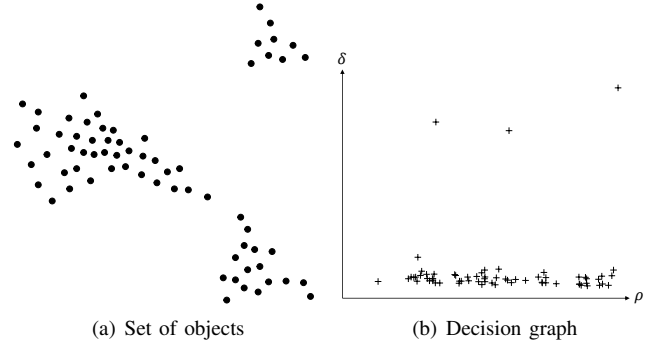 δ
ρ
(a) Set of objects
(b) Decision graph